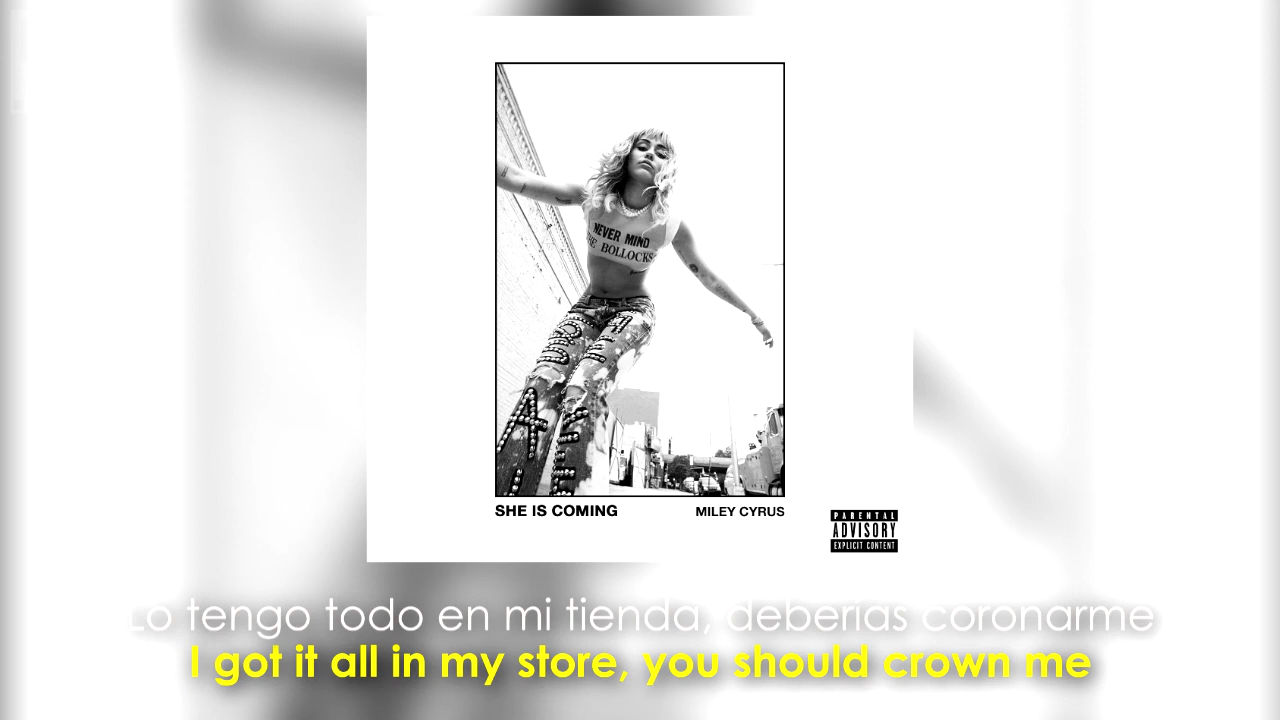 NEVER MIND
THE BOLLOCKS
SHE IS COMING
MILEY CYRUS
PARENTAL
ADVISORY
EXPLICIT CONTENT
Lo tengo todo en mi tienda, deberías coronarme
I got it all in my store, you should crown me